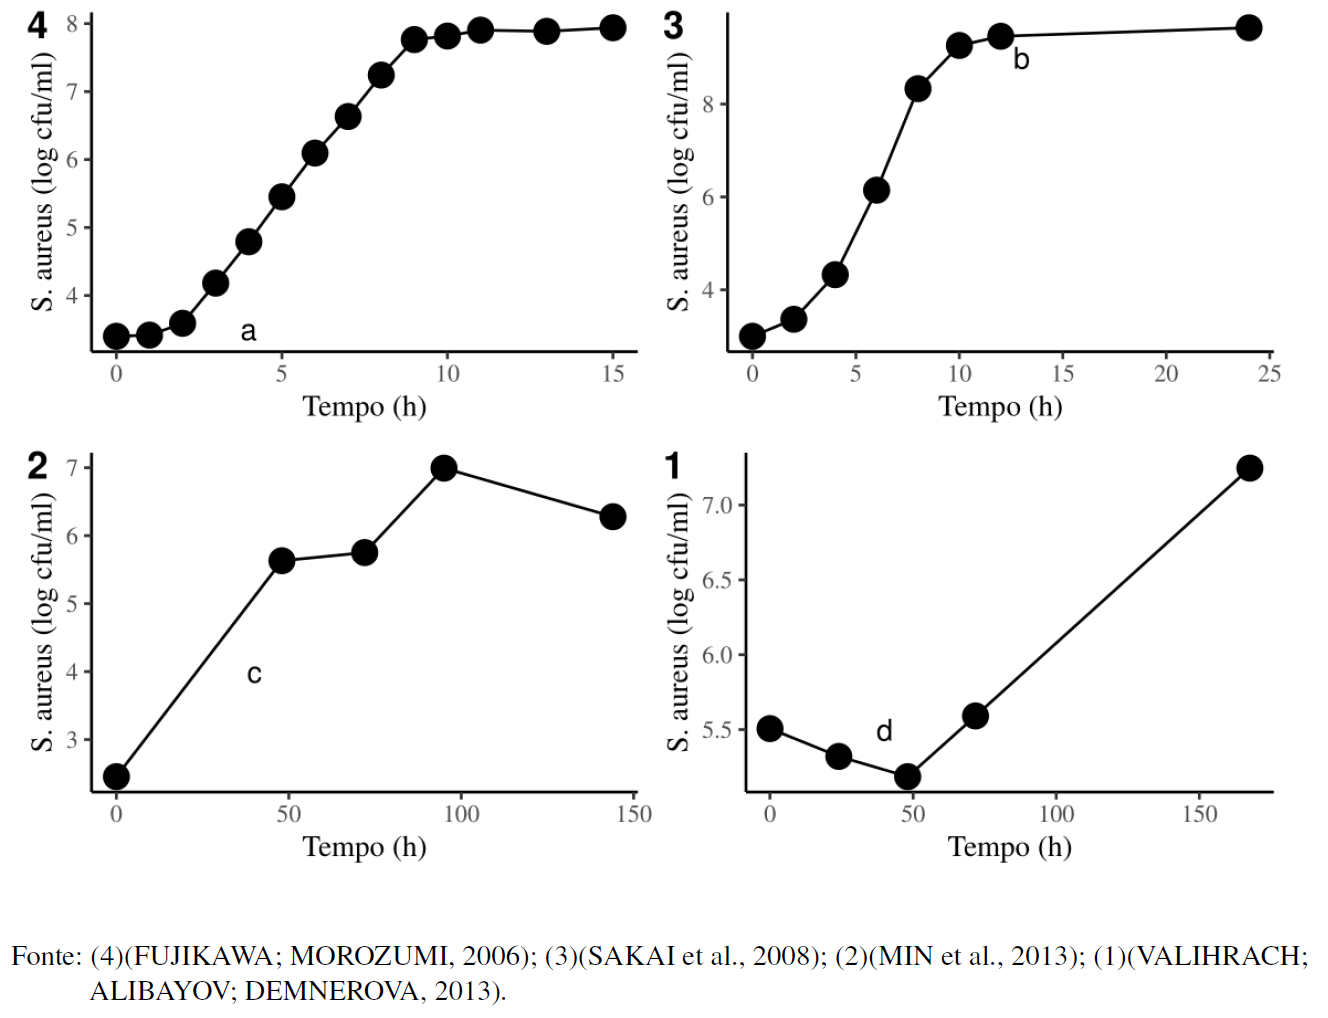 4
S. aureus (log cfu/ml)
8
7
6
5
4
a
0 5 10 15
Tempo (h)
3
S. aureus (log cfu/ml)
8
6
4
b
0 5 10 15 20 25
Tempo (h)
2
S. aureus (log cfu/ml)
7
6
5
4
3
c
0 50 100 150
Tempo (h)
1
S. aureus (log cfu/ml)
7.0
6.5
6.0
5.5
d
0 50 100 150
Tempo (h)
Fonte: (4)(FUJIKAWA; MOROZUMI, 2006); (3)(SAKAI et al., 2008); (2)(MIN et al., 2013); (1)(VALIHRACH;
ALIBAYOV; DEMNEROVA, 2013).